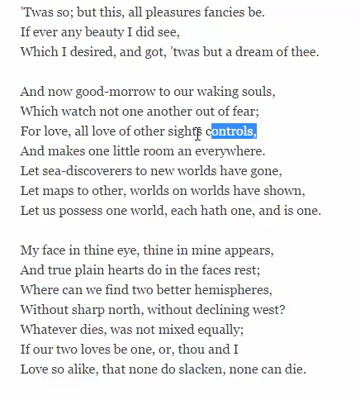 'Twas so; but this, all pleasures fancies be.
If ever any beauty I did see,
Which I desired, and got, 'twas but a dream of thee.
And now good-morrow to our waking souls,
Which watch not one another out of fear;
For love, all love of other sights controls,
And makes one little room an everywhere.
Let sea-discoverers to new worlds have gone,
Let maps to other, worlds on worlds have shown,
Let us possess one world, each hath one, and is one.
My face in thine eye, thine in mine appears,
And true plain hearts do in the faces rest;
Where can we find two better hemispheres,
Without sharp north, without declining west?
Whatever dies, was not mixed equally;
If our two loves be one, or, thou and I
Love so alike, that none do slacken, none can die.